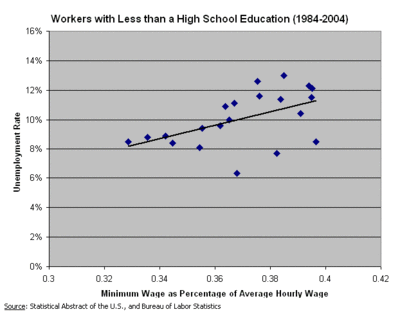 Workers with Less than a High School Education (1984-2004)
16%
14%
12%
10%
8%
6%
4%
2%
0%
Unemployment Rate
0.3 0.32 0.34 0.36 0.38 0.4 0.42
Minimum Wage as Percentage of Average Hourly Wage
Source: Statistical Abstract of the U.S., and Bureau of Labor Statistics